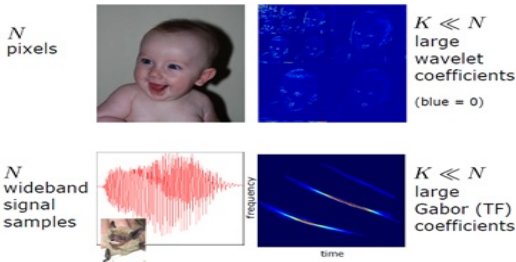 N
pixels
K ≪ N
large
wavelet
coefficients
(blue = 0)
N
wideband
signal
samples
frequency
time
K ≪ N
large
Gabor (TF)
coefficients